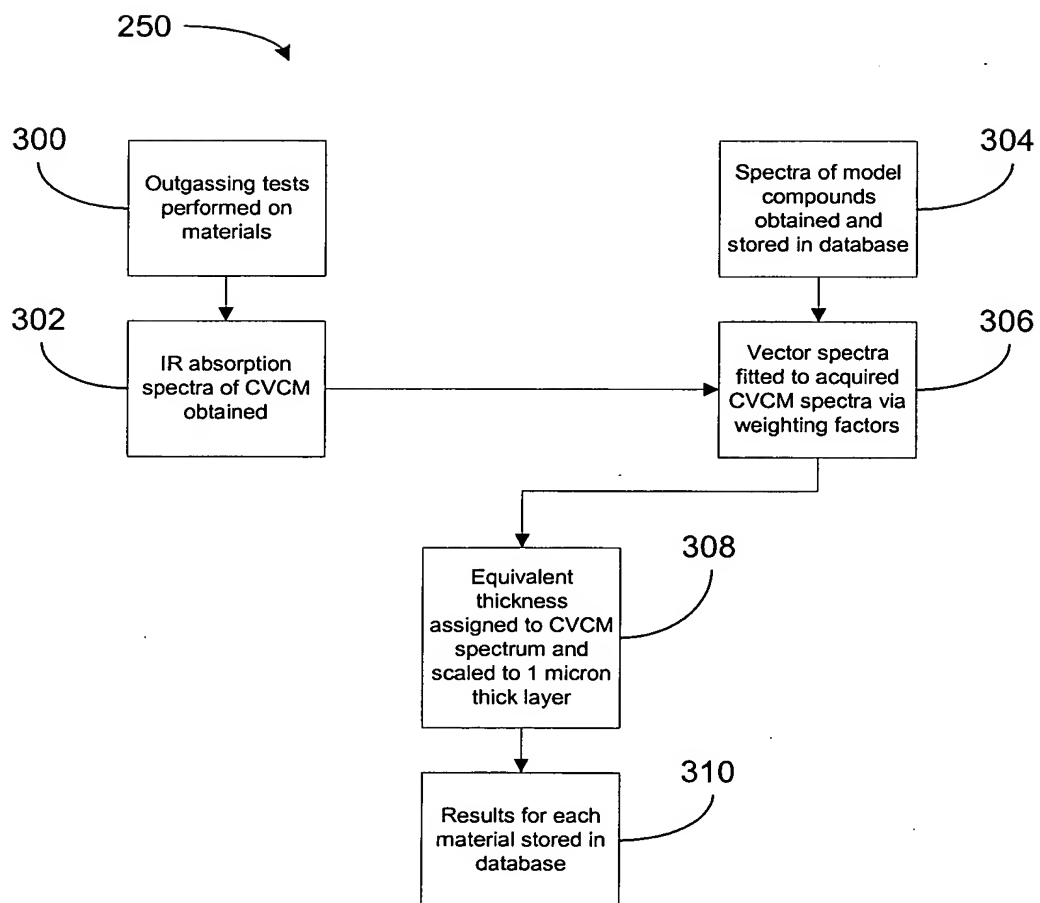 250
300
Outgassing tests
performed on
materials
304
Spectra of model
compounds
obtained and
stored in database
302
IR absorption
spectra of CVCM
obtained
306
Vector spectra
fitted to acquired
CVCM spectra via
weighting factors
308
Equivalent
thickness
assigned to CVCM
spectrum and
scaled to 1 micron
thick layer
310
Results for each
material stored in
database